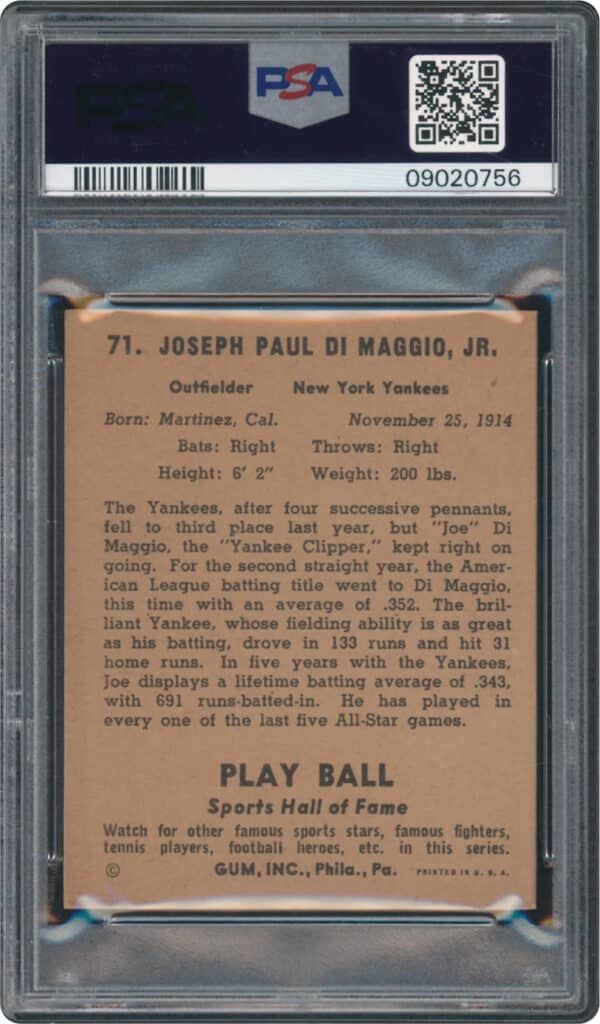 PSA
PSA
09020756
71. JOSEPH PAUL DI MAGGIO, JR.
Outfielder New York Yankees
Born: Martinez, Cal. November 25, 1914
Bats: Right Throws: Right
Height: 6' 2" Weight: 200 lbs.
The Yankees, after four successive pennants,
fell to third place last year, but "Joe" Di
Maggio, the "Yankee Clipper," kept right on
going. For the second straight year, the Amer-
ican League batting title went to Di Maggio,
this time with an average of .352. The bril-
liant Yankee, whose fielding ability is as great
as his batting, drove in 133 runs and hit 31
home runs. In five years with the Yankees,
Joe displays a lifetime batting average of .343,
with 691 runs-batted-in. He has played in
every one of the last five All-Star games.
PLAY BALL
Sports Hall of Fame
Watch for other famous sports stars, famous fighters,
tennis players, football heroes, etc. in this series.
© GUM, INC., Phila., Pa. PRINTED IN U. S. A.